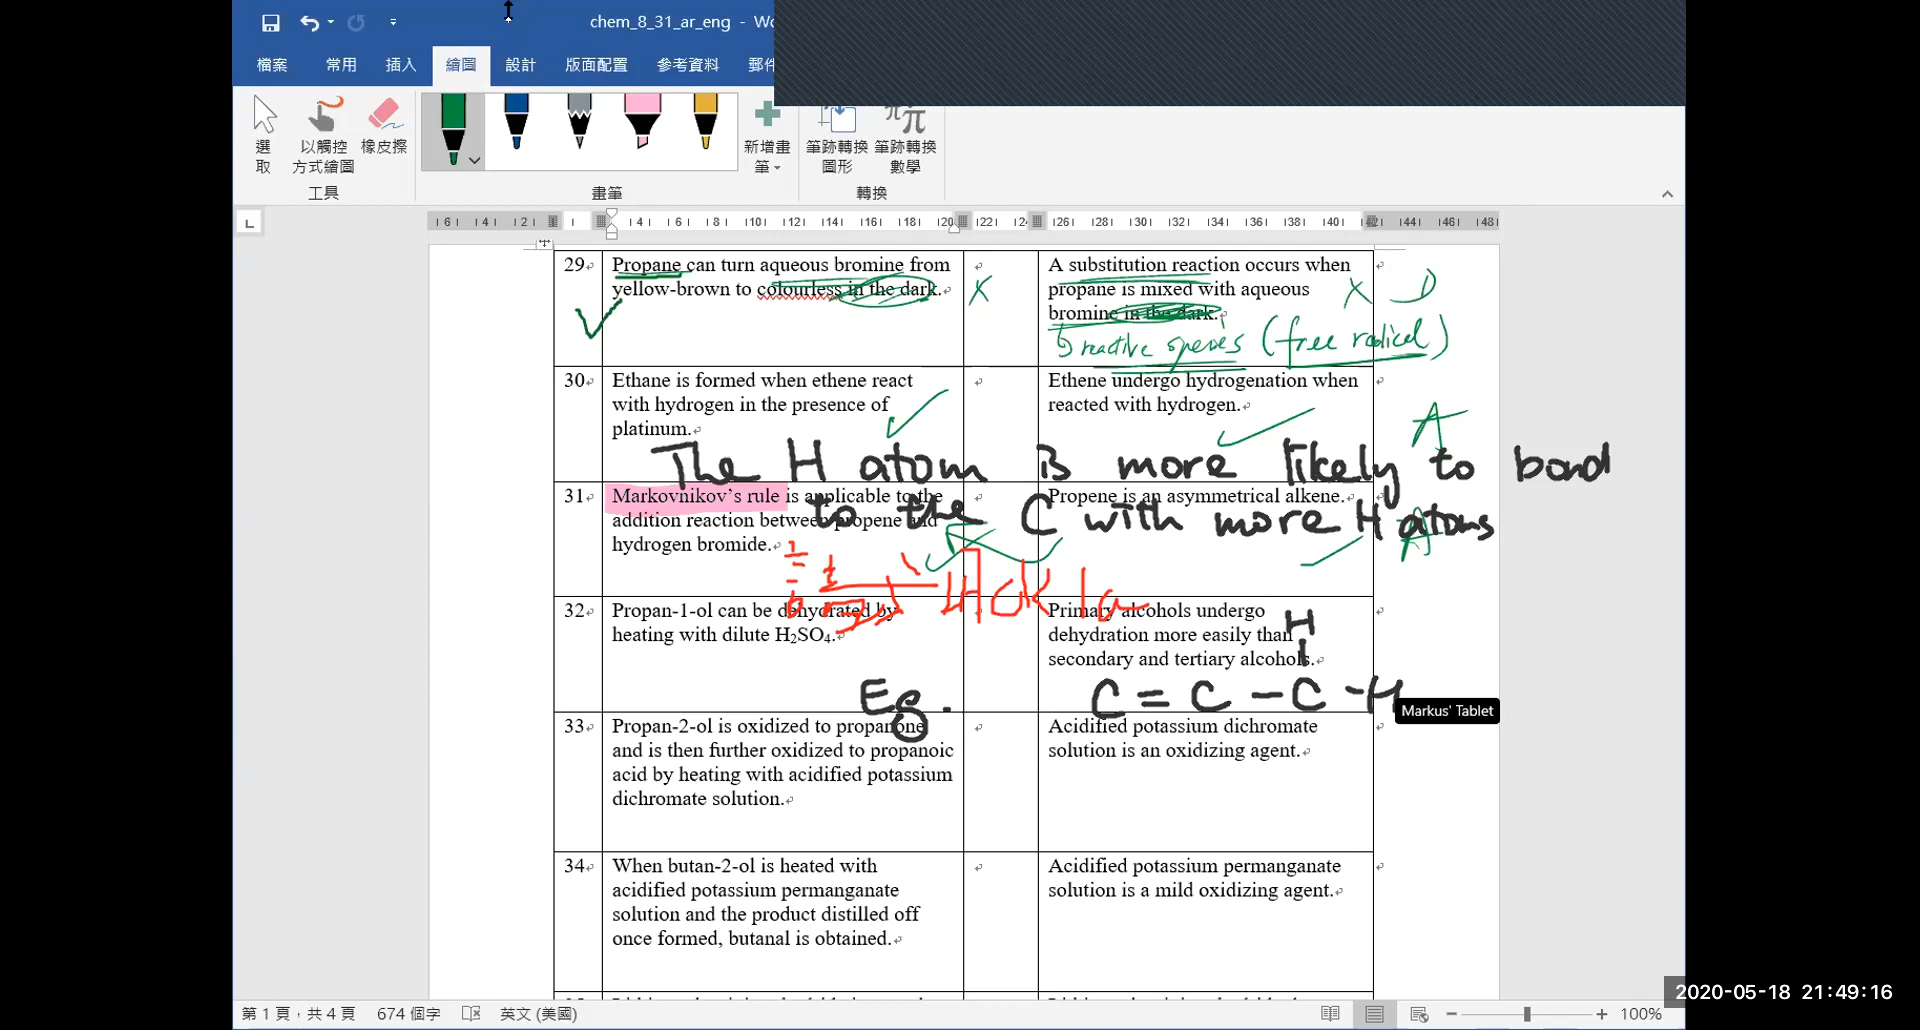 chem_8_31_ar_eng - Wo
檔案 常用 插入 繪圖 設計 版面配置 參考資料 郵件
選取 以觸控方式繪圖 橡皮擦 新增畫筆 筆跡轉換圖形 筆跡轉換數學
工具 畫筆 轉換
29 Propane can turn aqueous bromine from
yellow-brown to colourless in the dark. X
A substitution reaction occurs when
propane is mixed with aqueous X D
bromine in the dark.
reactive species (free radical)
30 Ethane is formed when ethene react
with hydrogen in the presence of
platinum.
Ethene undergo hydrogenation when
reacted with hydrogen. A
The H atom is more likely to bond
to the C with more H atoms
31 Markovnikov's rule is applicable to the
addition reaction between propene and
hydrogen bromide.
Propene is an asymmetrical alkene. A
32 Propan-1-ol can be dehydrated by
heating with dilute H₂SO₄.
Primary alcohols undergo
dehydration more easily than
secondary and tertiary alcohols.
H
Eg. C = C - C - H
Markus' Tablet
33 Propan-2-ol is oxidized to propanone
and is then further oxidized to propanoic
acid by heating with acidified potassium
dichromate solution.
Acidified potassium dichromate
solution is an oxidizing agent.
34 When butan-2-ol is heated with
acidified potassium permanganate
solution and the product distilled off
once formed, butanal is obtained.
Acidified potassium permanganate
solution is a mild oxidizing agent.
2020-05-18 21:49:16
第 1 頁，共 4 頁 674 個字 英文 (美國) 100%